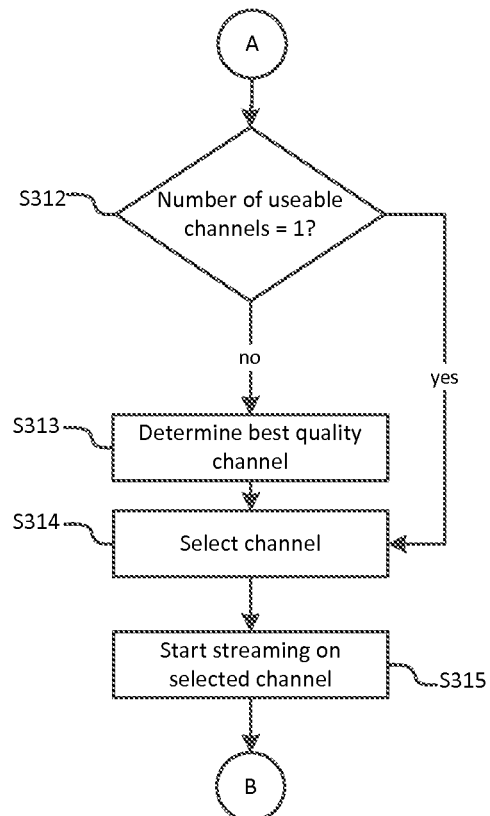 A
S312
Number of useable
channels = 1?
no
yes
S313
Determine best quality
channel
S314
Select channel
Start streaming on
selected channel
S315
B